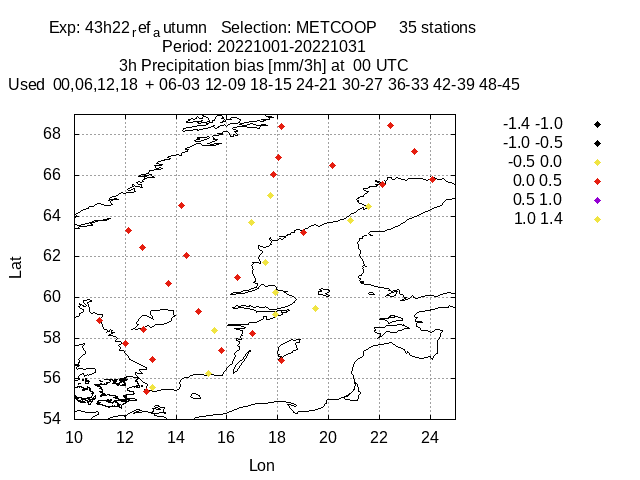 Exp: 43h22ref autumn Selection: METCOOP 35 stations
Period: 20221001-20221031
3h Precipitation bias [mm/3h] at 00 UTC
Used 00,06,12,18 + 06-03 12-09 18-15 24-21 30-27 36-33 42-39 48-45
-1.4 -1.0
-1.0 -0.5
-0.5 0.0
0.0 0.5
0.5 1.0
1.0 1.4
68
66
64
62
60
58
56
54
Lat
10 12 14 16 18 20 22 24
Lon